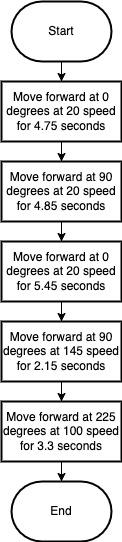 Start
Move forward at 0
degrees at 20 speed
for 4.75 seconds
Move forward at 90
degrees at 20 speed
for 4.85 seconds
Move forward at 0
degrees at 20 speed
for 5.45 seconds
Move forward at 90
degrees at 145 speed
for 2.15 seconds
Move forward at 225
degrees at 100 speed
for 3.3 seconds
End